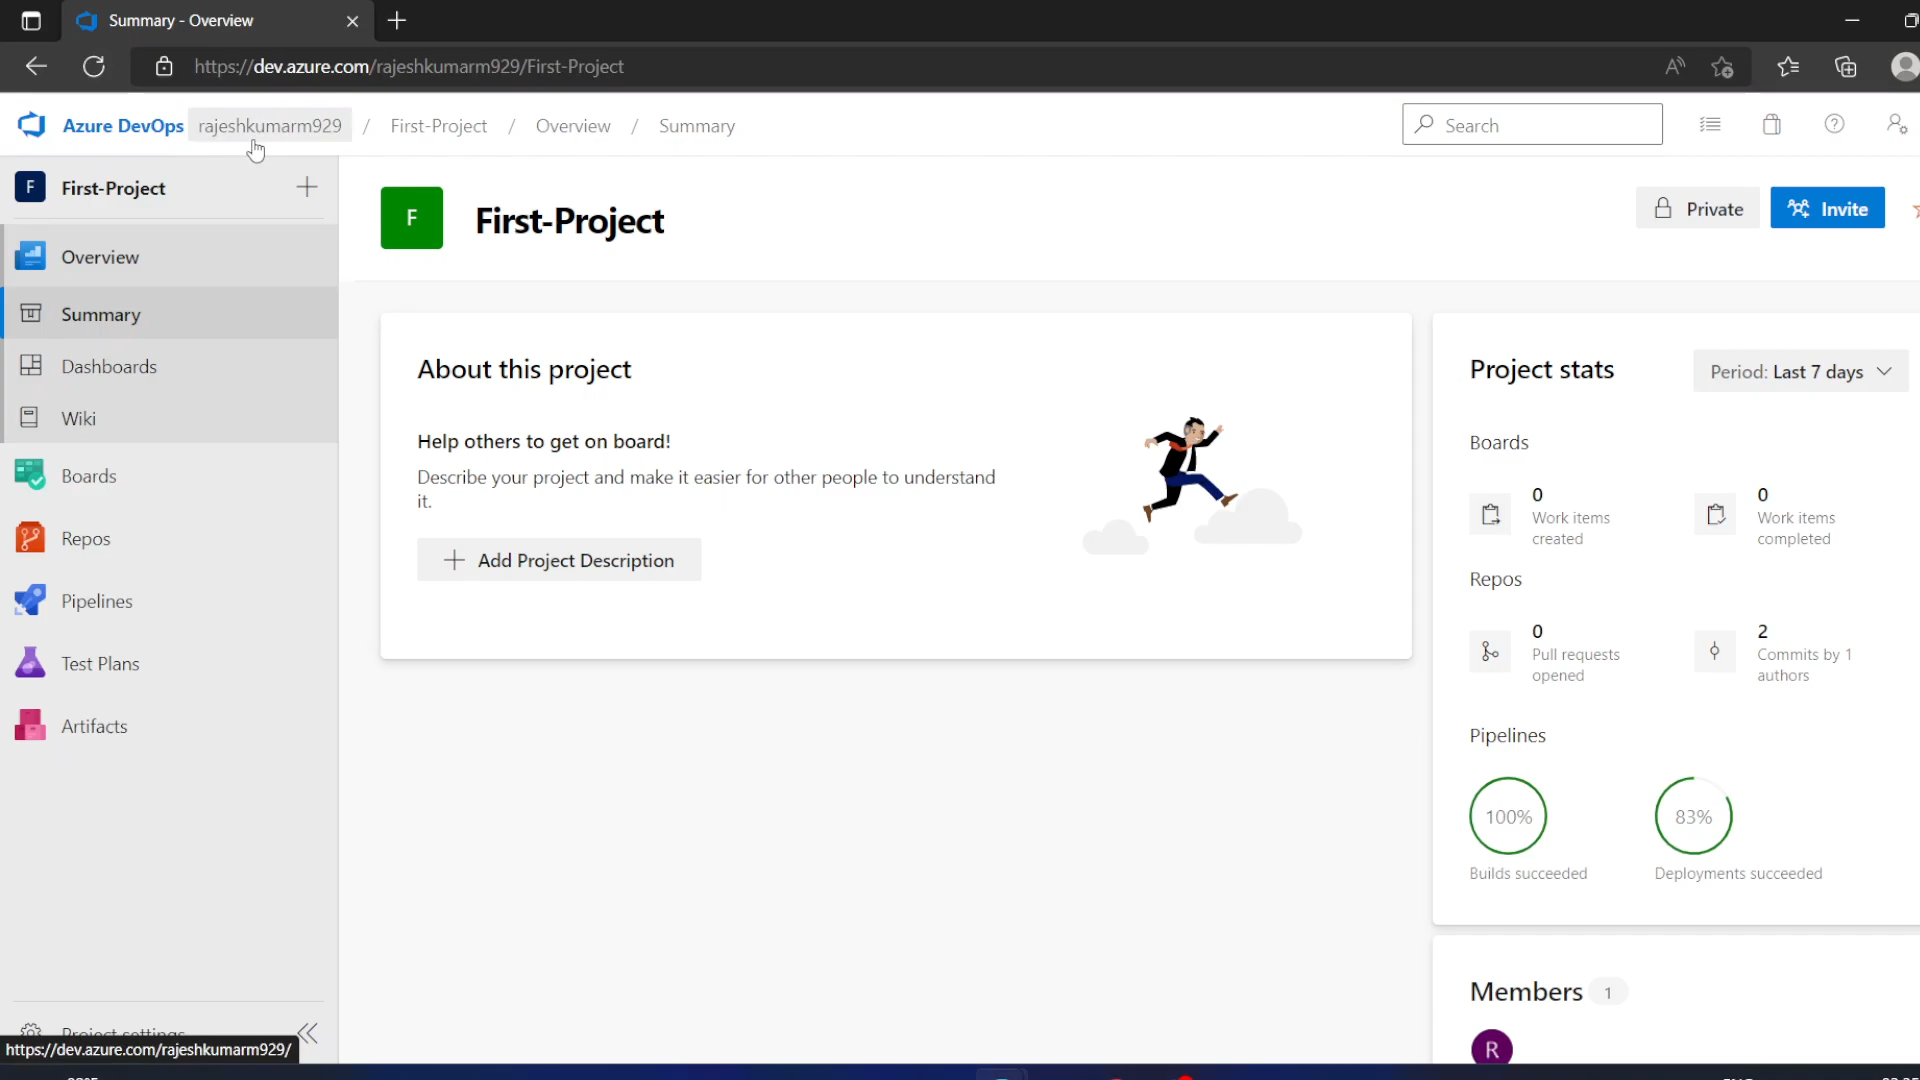 Summary - Overview
https://dev.azure.com/rajeshkumarm929/First-Project
Azure DevOps rajeshkumarm929 / First-Project / Overview / Summary
Search
F First-Project
F First-Project
Private
Invite
Overview
Summary
Dashboards
Wiki
Boards
Repos
Pipelines
Test Plans
Artifacts
Project settings
https://dev.azure.com/rajeshkumarm929/
About this project
Help others to get on board!
Describe your project and make it easier for other people to understand
it.
Add Project Description
Project stats
Period: Last 7 days
Boards
0
Work items
created
0
Work items
completed
Repos
0
Pull requests
opened
2
Commits by 1
authors
Pipelines
100%
Builds succeeded
83%
Deployments succeeded
Members 1
R